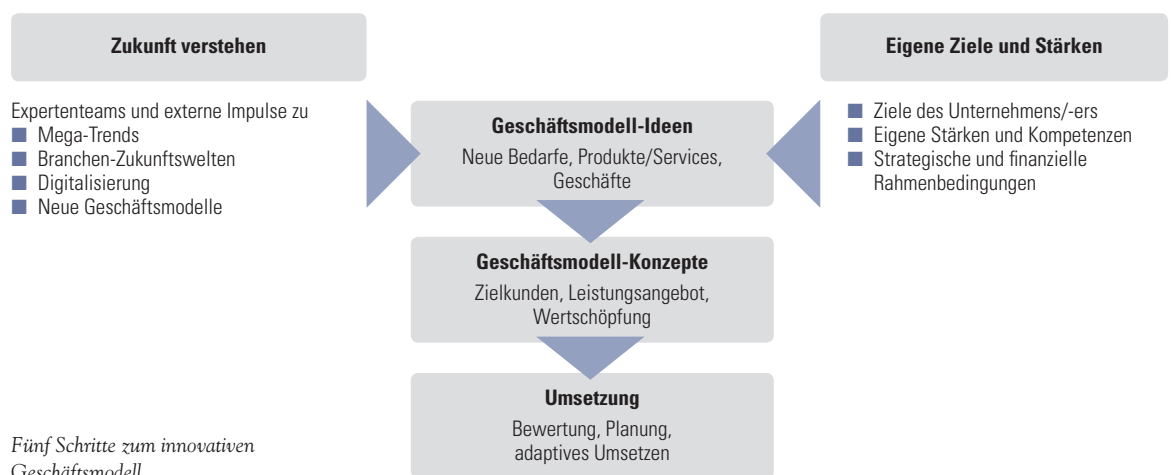 Zukunft verstehen
Expertenteams und externe Impulse zu
Mega-Trends
Branchen-Zukunftswelten
Digitalisierung
Neue Geschäftsmodelle
Eigene Ziele und Stärken
Ziele des Unternehmens/-ers
Eigene Stärken und Kompetenzen
Strategische und finanzielle
Rahmenbedingungen
Geschäftsmodell-Ideen
Neue Bedarfe, Produkte/Services,
Geschäfte
Geschäftsmodell-Konzepte
Zielkunden, Leistungsangebot,
Wertschöpfung
Umsetzung
Bewertung, Planung,
adaptives Umsetzen
Fünf Schritte zum innovativen
Geschäftsmodell